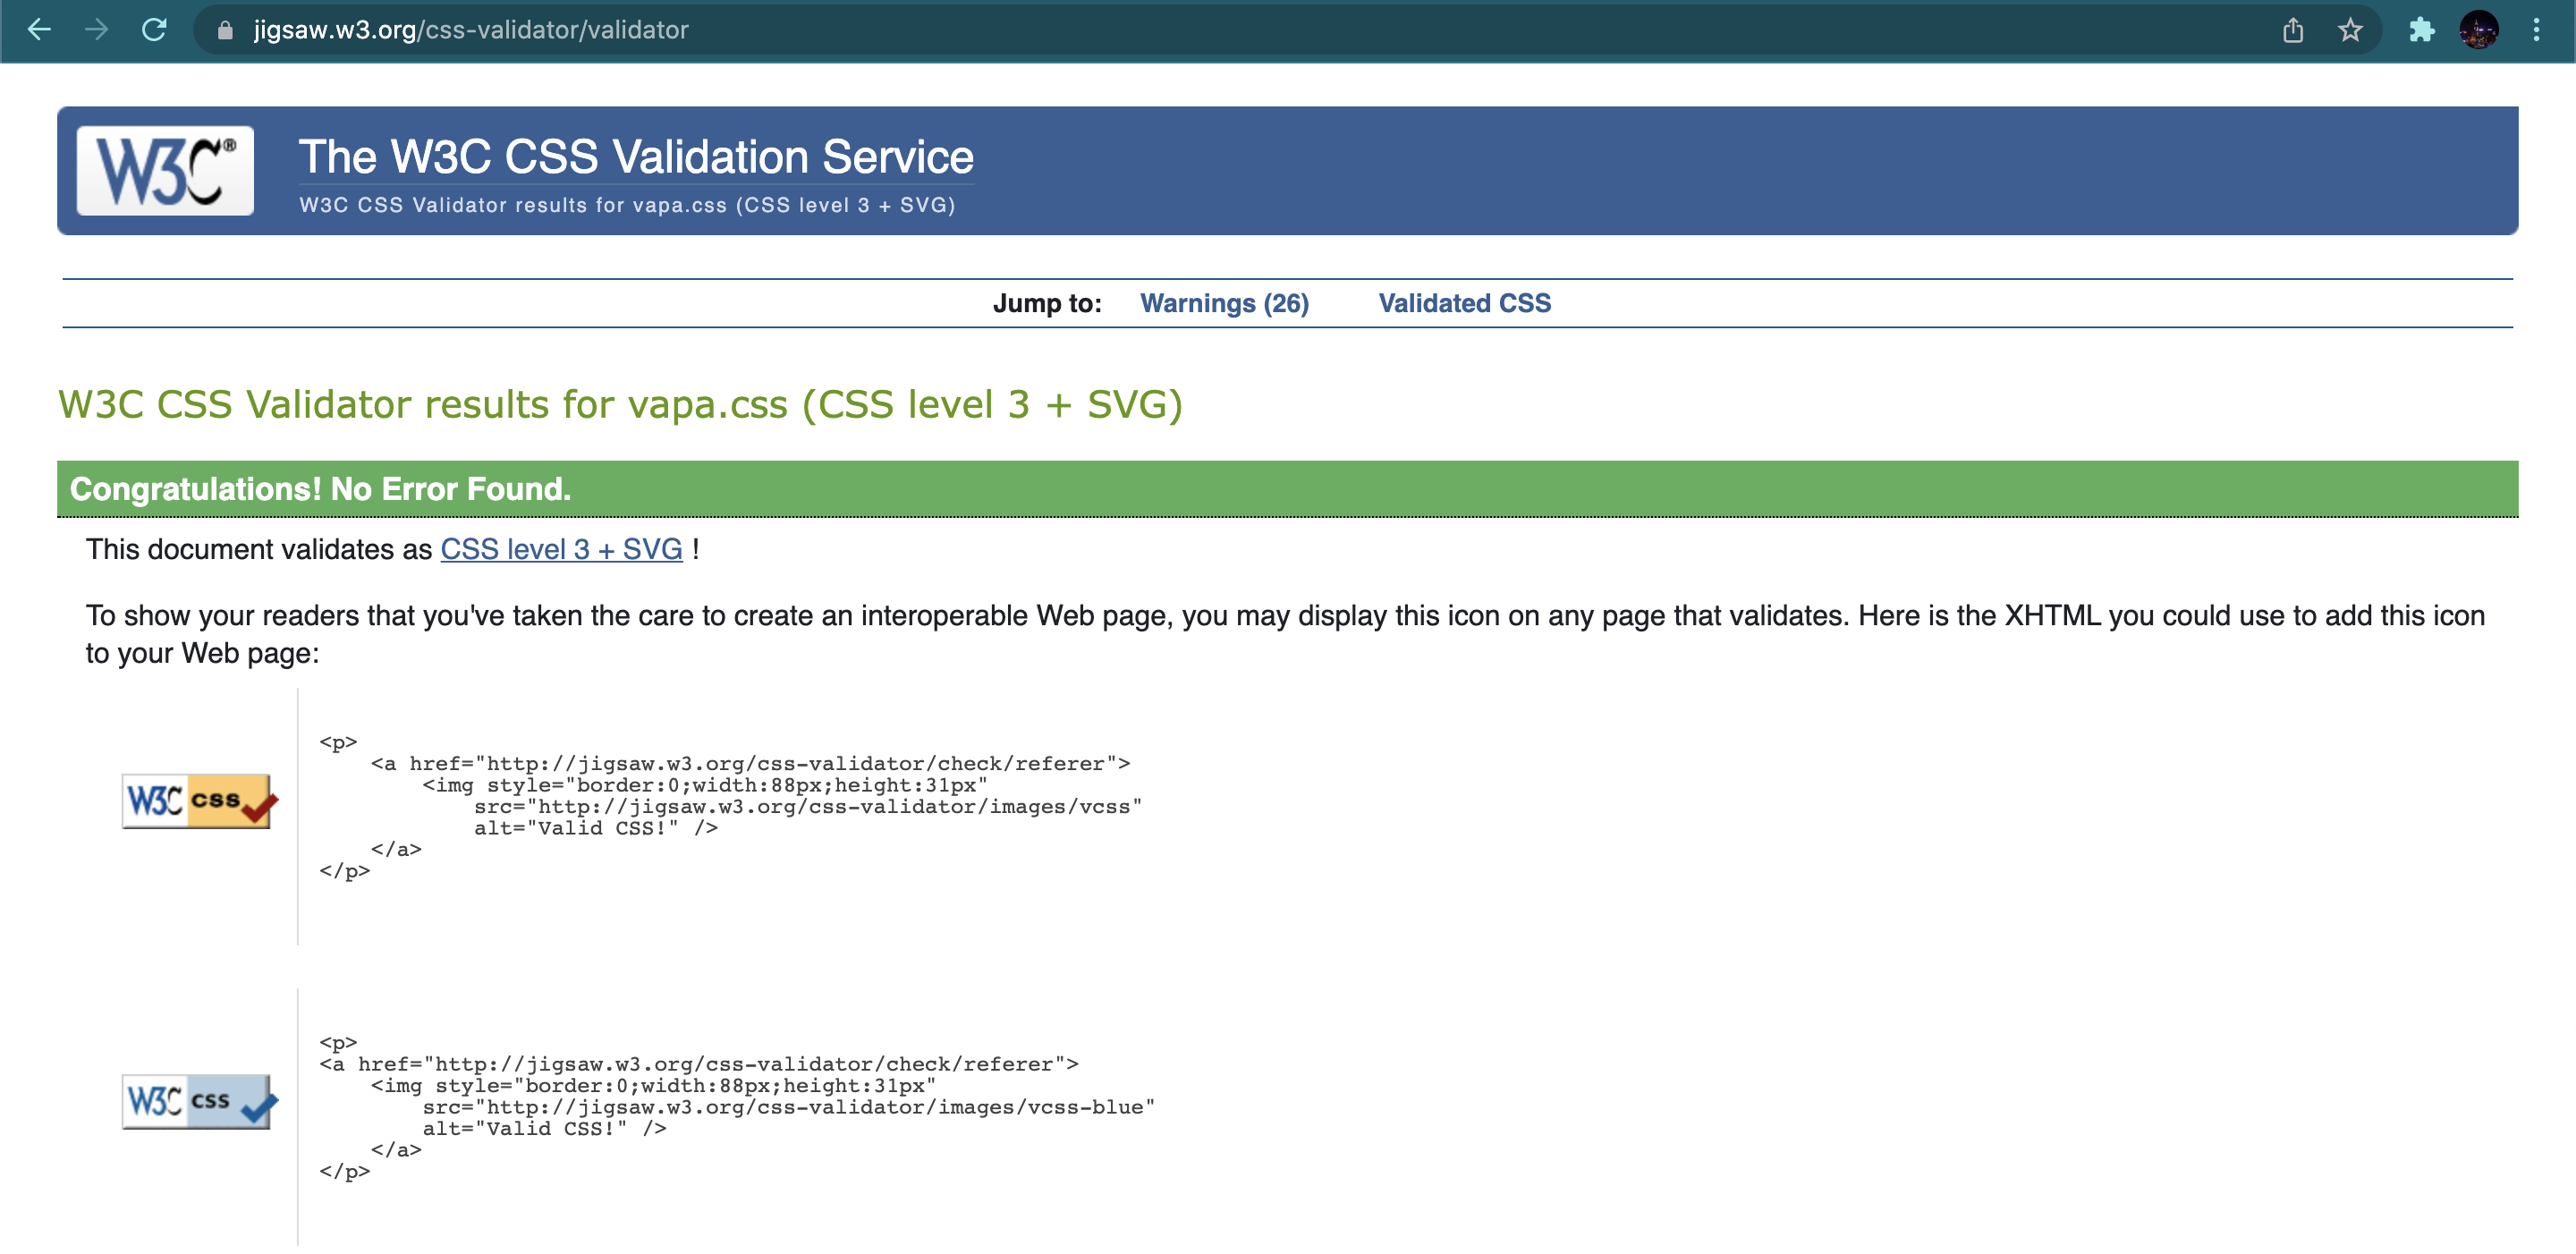 jigsaw.w3.org/css-validator/validator
W3C®
The W3C CSS Validation Service
W3C CSS Validator results for vapa.css (CSS level 3 + SVG)
Jump to: Warnings (26) Validated CSS
W3C CSS Validator results for vapa.css (CSS level 3 + SVG)
Congratulations! No Error Found.
This document validates as CSS level 3 + SVG !
To show your readers that you've taken the care to create an interoperable Web page, you may display this icon on any page that validates. Here is the XHTML you could use to add this icon
to your Web page:
W3C css
<p>
    <a href="http://jigsaw.w3.org/css-validator/check/referer">
        <img style="border:0;width:88px;height:31px"
            src="http://jigsaw.w3.org/css-validator/images/vcss"
            alt="Valid CSS!" />
    </a>
</p>
W3C css
<p>
<a href="http://jigsaw.w3.org/css-validator/check/referer">
    <img style="border:0;width:88px;height:31px"
        src="http://jigsaw.w3.org/css-validator/images/vcss-blue"
        alt="Valid CSS!" />
    </a>
</p>